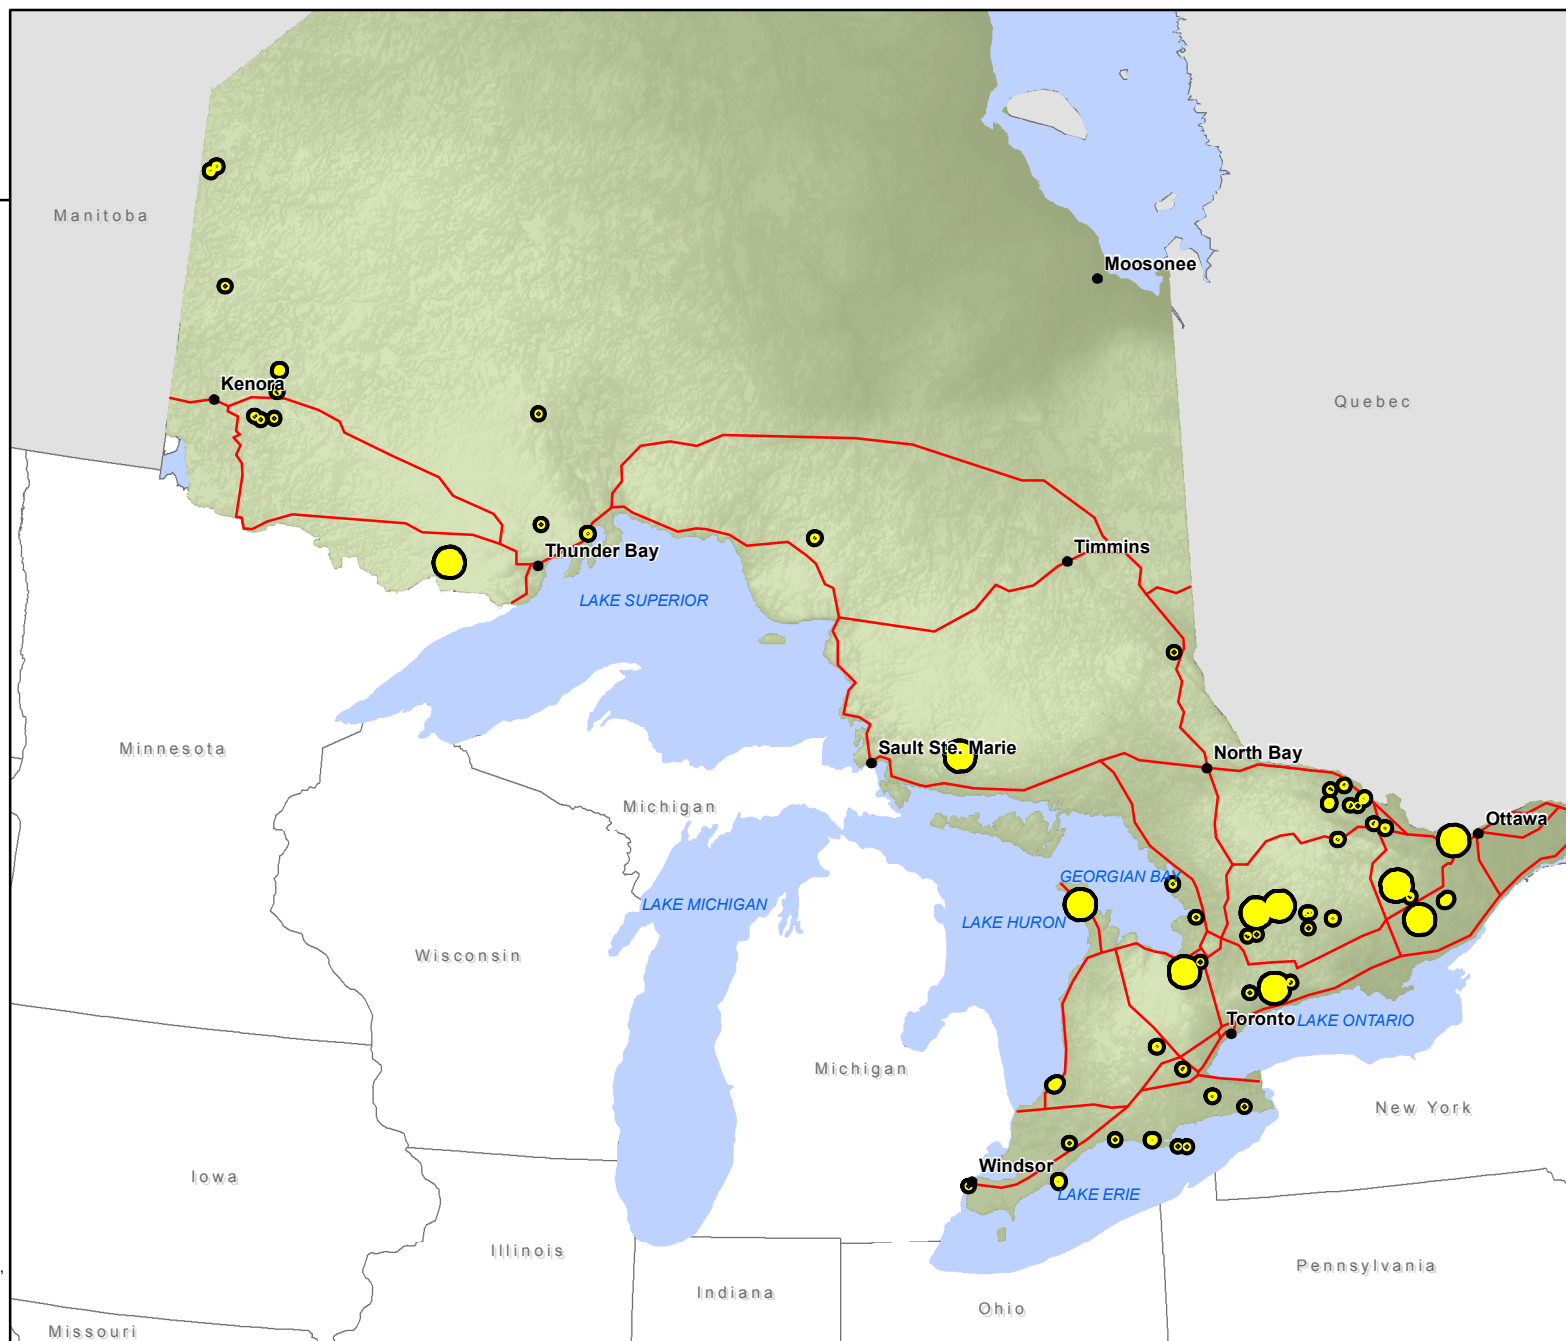 Manitoba
Moosonee
Kenora
Quebec
Thunder Bay
Timmins
LAKE SUPERIOR
Minnesota
Sault Ste. Marie
North Bay
Michigan
Ottawa
GEORGIAN BAY
LAKE MICHIGAN
LAKE HURON
Wisconsin
Toronto
LAKE ONTARIO
Michigan
New York
Windsor
Iowa
LAKE ERIE
Illinois
Pennsylvania
Indiana
Ohio
Missouri
,